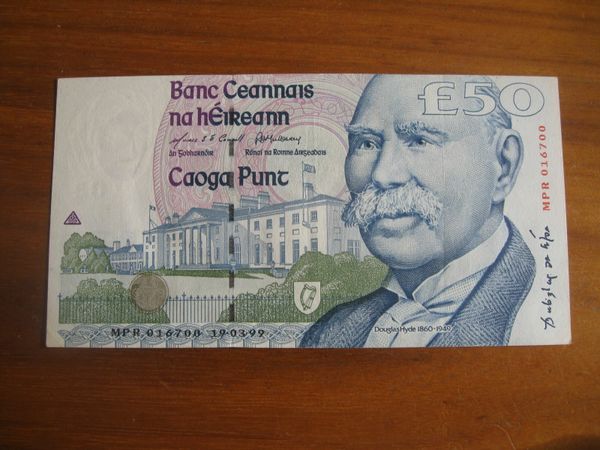 Banc Ceannais
na hÉireann
£50
An Gobharnóir
Rúnaí na Roinne Airgeadais
Caoga Punt
MPR 016700
MPR 016700 19·03·99
Douglas Hyde 1860-1949